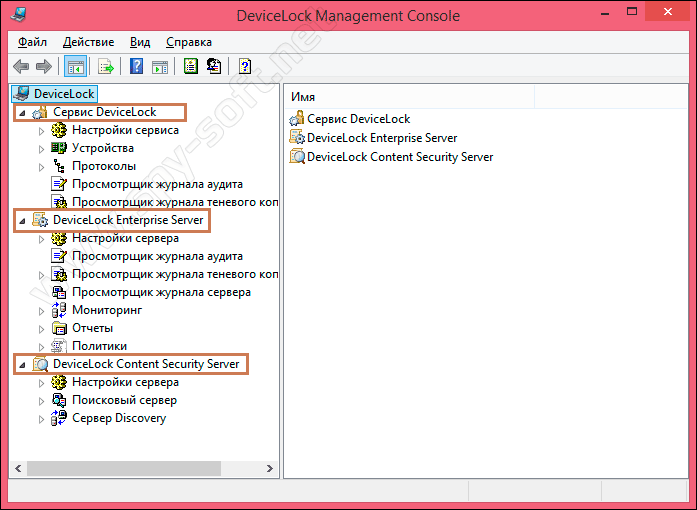 DeviceLock Management Console
Файл Действие Вид Справка
DeviceLock
Сервис DeviceLock
Настройки сервиса
Устройства
Протоколы
Просмотрщик журнала аудита
Просмотрщик журнала теневого коп
DeviceLock Enterprise Server
Настройки сервера
Просмотрщик журнала аудита
Просмотрщик журнала теневого коп
Просмотрщик журнала сервера
Мониторинг
Отчеты
Политики
DeviceLock Content Security Server
Настройки сервера
Поисковый сервер
Сервер Discovery
Имя
Сервис DeviceLock
DeviceLock Enterprise Server
DeviceLock Content Security Server